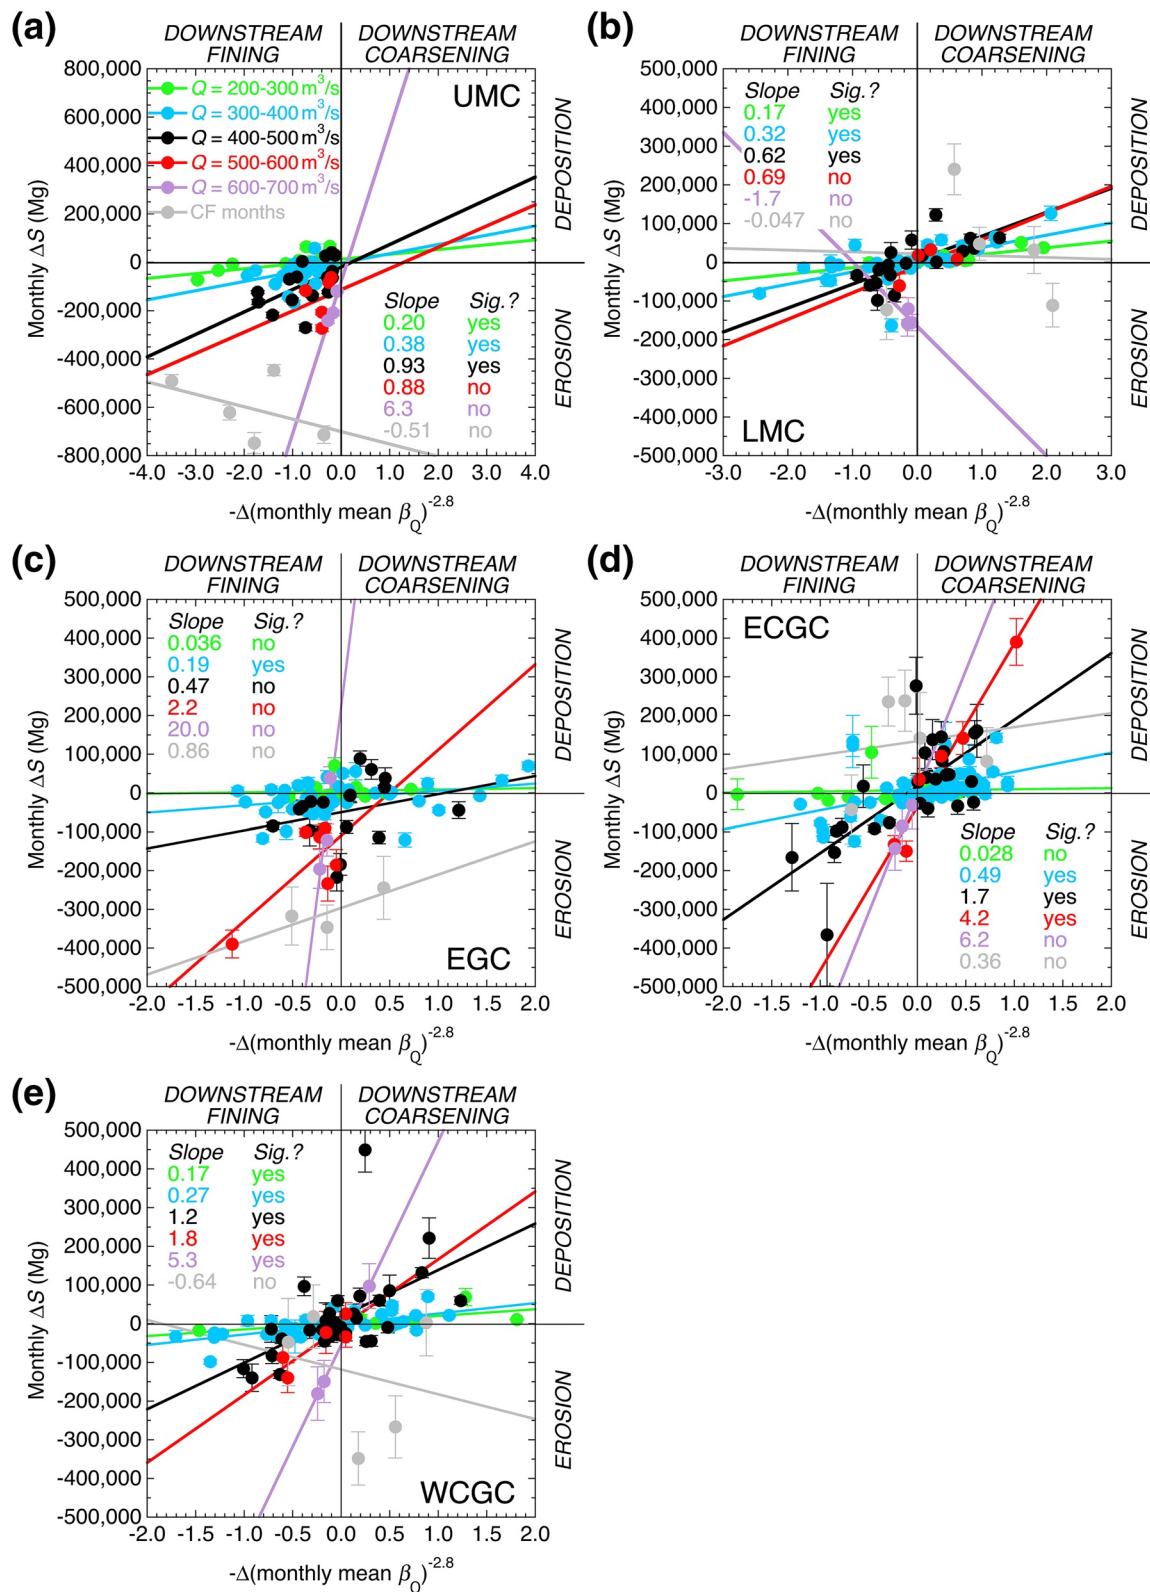 (a)
DOWNSTREAM FINING
DOWNSTREAM COARSENING
UMC
Q = 200-300 m³/s
Q = 300-400 m³/s
Q = 400-500 m³/s
Q = 500-600 m³/s
Q = 600-700 m³/s
CF months
Monthly ΔS (Mg)
800,000
600,000
400,000
200,000
0
-200,000
-400,000
-600,000
-800,000
Slope Sig.?
0.20 yes
0.38 yes
0.93 yes
0.88 no
6.3 no
-0.51 no
DEPOSITION
EROSION
-4.0 -3.0 -2.0 -1.0 0.0 1.0 2.0 3.0 4.0
-Δ(monthly mean β_Q)^-2.8
(b)
DOWNSTREAM FINING
DOWNSTREAM COARSENING
Monthly ΔS (Mg)
500,000
400,000
300,000
200,000
100,000
0
-100,000
-200,000
-300,000
-400,000
-500,000
Slope Sig.?
0.17 yes
0.32 yes
0.62 yes
0.69 no
-1.7 no
-0.047 no
LMC
DEPOSITION
EROSION
-3.0 -2.0 -1.0 0.0 1.0 2.0 3.0
-Δ(monthly mean β_Q)^-2.8
(c)
DOWNSTREAM FINING
DOWNSTREAM COARSENING
Monthly ΔS (Mg)
500,000
400,000
300,000
200,000
100,000
0
-100,000
-200,000
-300,000
-400,000
-500,000
Slope Sig.?
0.036 no
0.19 yes
0.47 no
2.2 no
20.0 no
0.86 no
EGC
DEPOSITION
EROSION
-2.0 -1.5 -1.0 -0.5 0.0 0.5 1.0 1.5 2.0
-Δ(monthly mean β_Q)^-2.8
(d)
DOWNSTREAM FINING
DOWNSTREAM COARSENING
ECGC
Monthly ΔS (Mg)
500,000
400,000
300,000
200,000
100,000
0
-100,000
-200,000
-300,000
-400,000
-500,000
Slope Sig.?
0.028 no
0.49 yes
1.7 yes
4.2 yes
6.2 no
0.36 no
DEPOSITION
EROSION
-2.0 -1.5 -1.0 -0.5 0.0 0.5 1.0 1.5 2.0
-Δ(monthly mean β_Q)^-2.8
(e)
DOWNSTREAM FINING
DOWNSTREAM COARSENING
Monthly ΔS (Mg)
500,000
400,000
300,000
200,000
100,000
0
-100,000
-200,000
-300,000
-400,000
-500,000
Slope Sig.?
0.17 yes
0.27 yes
1.2 yes
1.8 yes
5.3 yes
-0.64 no
WCGC
DEPOSITION
EROSION
-2.0 -1.5 -1.0 -0.5 0.0 0.5 1.0 1.5 2.0
-Δ(monthly mean β_Q)^-2.8